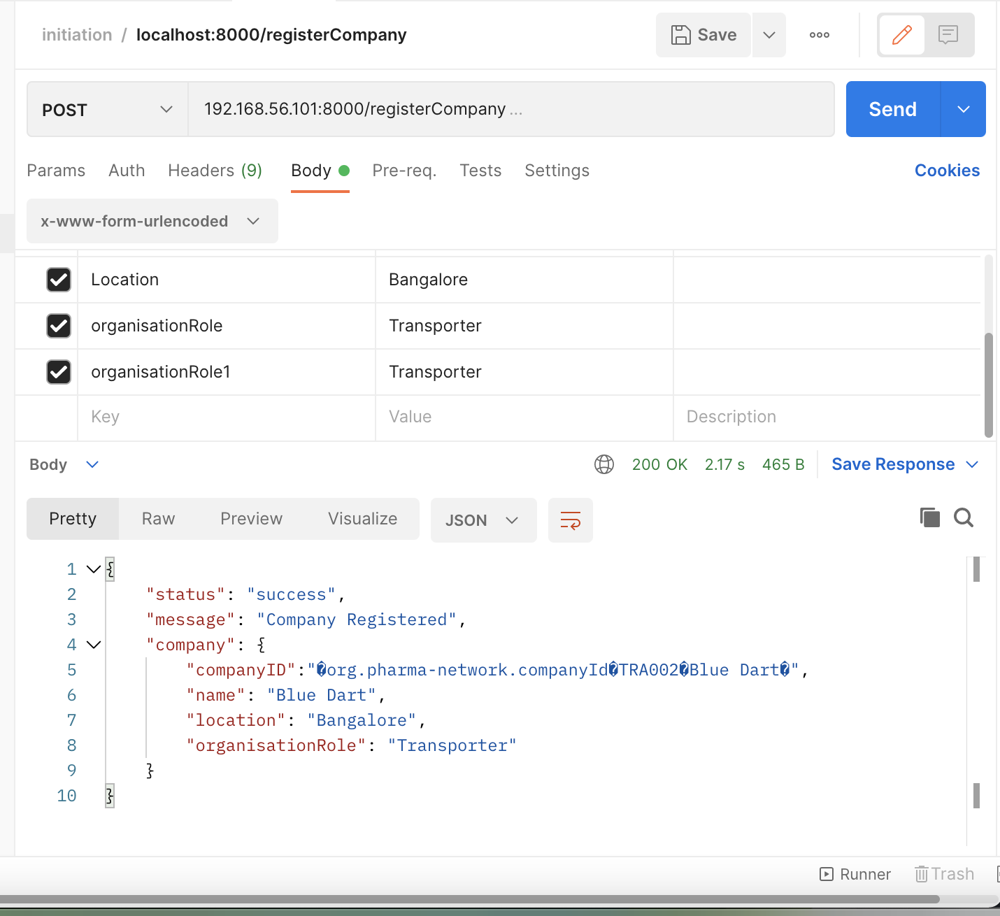 initiation / localhost:8000/registerCompany
Save
POST
192.168.56.101:8000/registerCompany ...
Send
Params Auth Headers (9) Body Pre-req. Tests Settings Cookies
x-www-form-urlencoded
Location Bangalore
organisationRole Transporter
organisationRole1 Transporter
Key Value Description
Body 200 OK 2.17 s 465 B Save Response
Pretty Raw Preview Visualize JSON
1 {
2 "status": "success",
3 "message": "Company Registered",
4 "company": {
5 "companyID":"�org.pharma-network.companyId�TRA002�Blue Dart�",
6 "name": "Blue Dart",
7 "location": "Bangalore",
8 "organisationRole": "Transporter"
9 }
10 }
Runner Trash